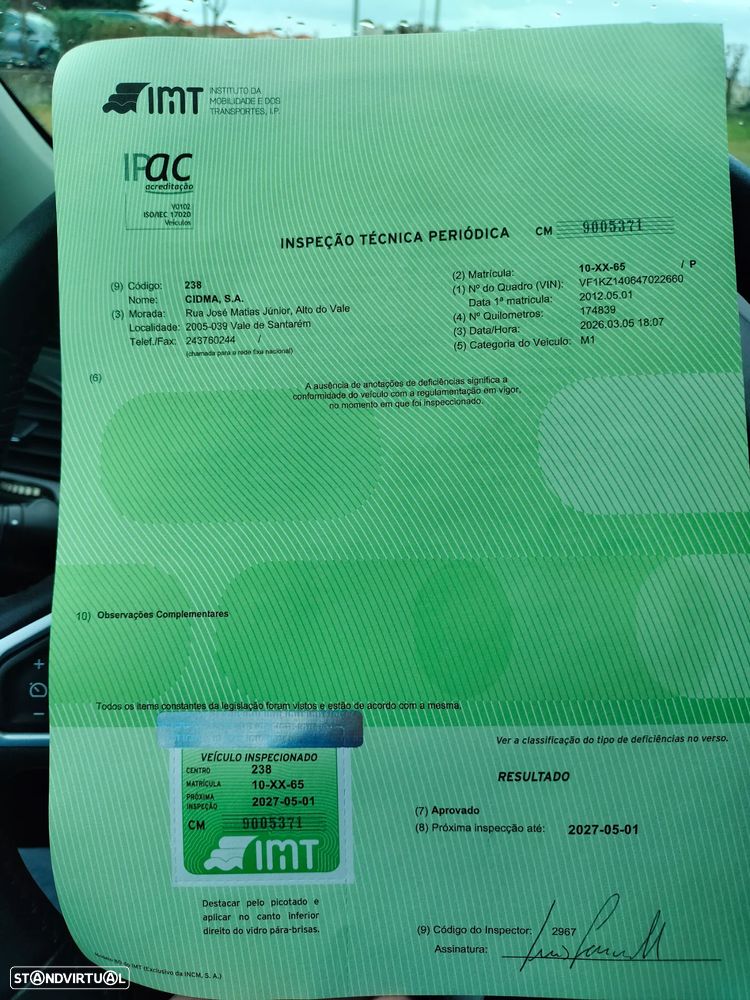 IMT INSTITUTO DA
MOBILIDADE E DOS
TRANSPORTES, I.P.
IPAC
acreditação
V0102
ISO/IEC 17020
Veículos
INSPEÇÃO TÉCNICA PERIÓDICA CM 9005371
(9) Código: 238
Nome: CIDMA, S.A.
(3) Morada: Rua José Matias Júnior, Alto do Vale
Localidade: 2005-039 Vale de Santarém
Telef./Fax: 243760244 /
(chamada para a rede fixa nacional)
(2) Matrícula: 10-XX-65 / P
(1) Nº do Quadro (VIN): VF1KZ140647022660
Data 1ª matricula: 2012.05.01
(4) Nº Quilometros: 174839
(3) Data/Hora: 2026.03.05 18:07
(5) Categoria do Veículo: M1
(6)
A ausência de anotações de deficiências significa a
conformidade do veículo com a regulamentação em vigor,
no momento em que foi inspeccionado.
10) Observações Complementares
Todos os items constantes da legislação foram vistos e estão de acordo com a mesma.
VEÍCULO INSPECIONADO
CENTRO 238
MATRÍCULA 10-XX-65
PRÓXIMA
INSPEÇÃO 2027-05-01
CM 9005371
IMT
Destacar pelo picotado e
aplicar no canto inferior
direito do vidro pára-brisas.
Ver a classificação do tipo de deficiências no verso.
RESULTADO
(7) Aprovado
(8) Próxima inspecção até: 2027-05-01
(9) Código do Inspector: 2967
Assinatura:
do IMT (Exclusivo da INCM, S. A.)
STANDVIRTUAL